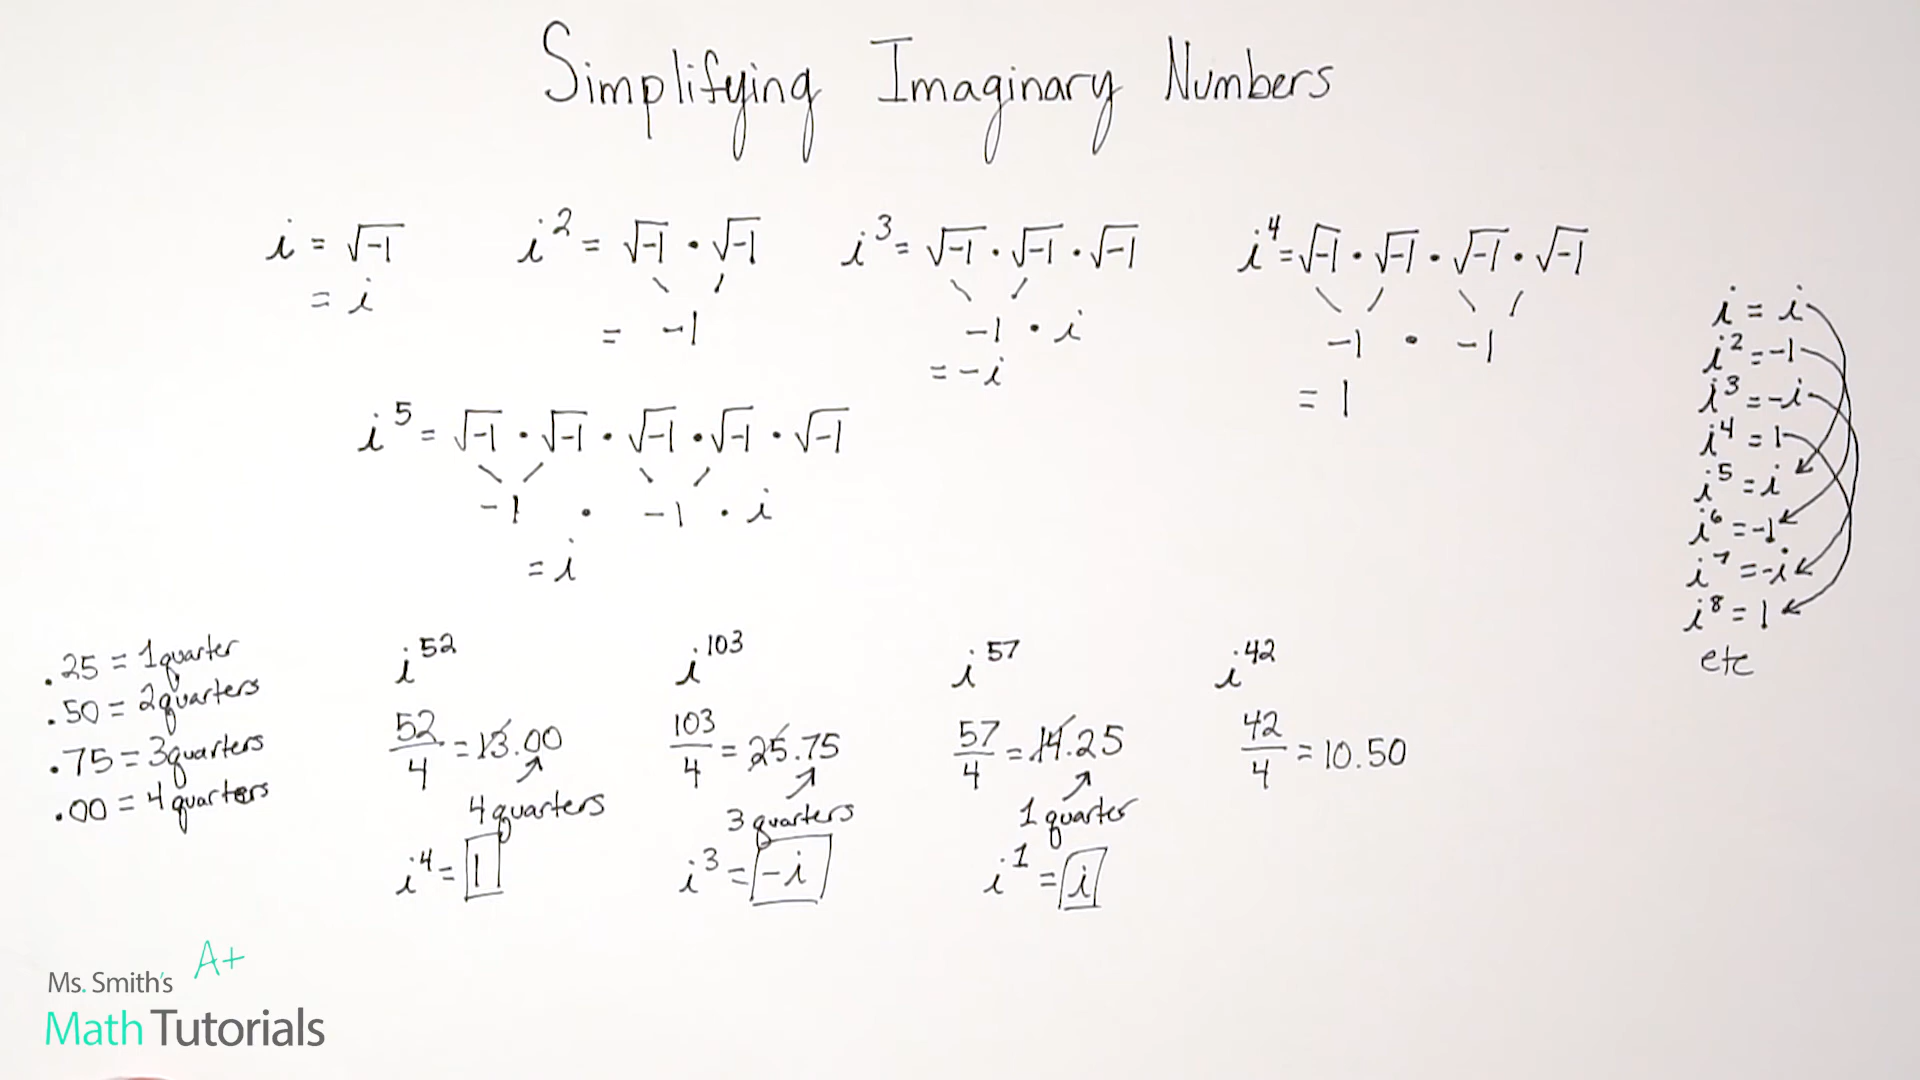 Simplifying Imaginary Numbers
i = √-1
= i
i² = √-1 · √-1
= -1
i³ = √-1 · √-1 · √-1
-1 · i
= -i
i⁴ = √-1 · √-1 · √-1 · √-1
-1 · -1
= 1
i⁵ = √-1 · √-1 · √-1 · √-1 · √-1
-1 · -1 · i
= i
i = i
i² = -1
i³ = -i
i⁴ = 1
i⁵ = i
i⁶ = -1
i⁷ = -i
i⁸ = 1
etc
.25 = 1 quarter
.50 = 2 quarters
.75 = 3 quarters
.00 = 4 quarters
i⁵²
52/4 = 13.00
4 quarters
i⁴ = 1
i¹⁰³
103/4 = 25.75
3 quarters
i³ = -i
i⁵⁷
57/4 = 14.25
1 quarter
i¹ = i
i⁴²
42/4 = 10.50
Ms. Smith's A+
Math Tutorials